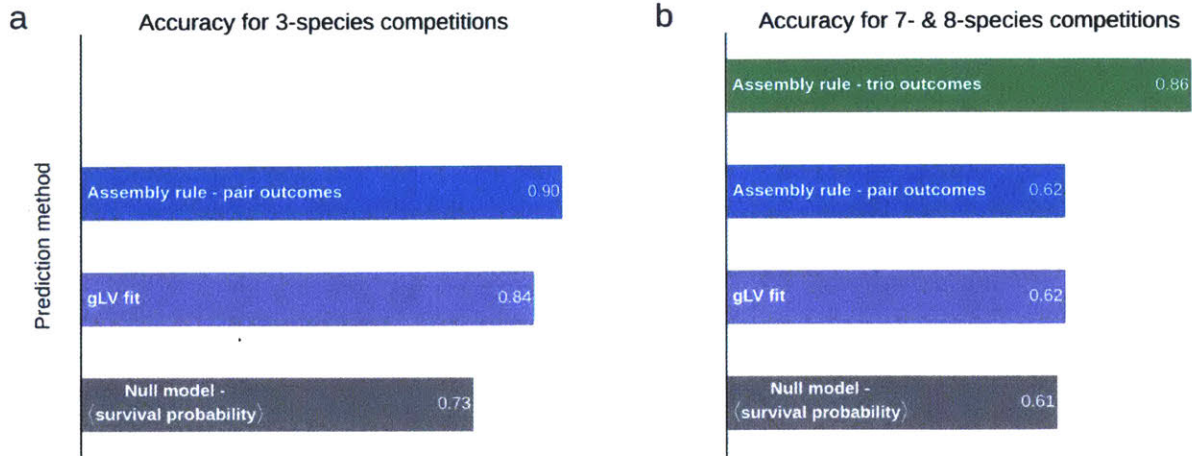 a
Accuracy for 3-species competitions
Prediction method
Assembly rule - pair outcomes 0.90
gLV fit 0.84
Null model -
⟨survival probability⟩ 0.73
b
Accuracy for 7- & 8-species competitions
Assembly rule - trio outcomes 0.86
Assembly rule - pair outcomes 0.62
gLV fit 0.62
Null model -
⟨survival probability⟩ 0.61